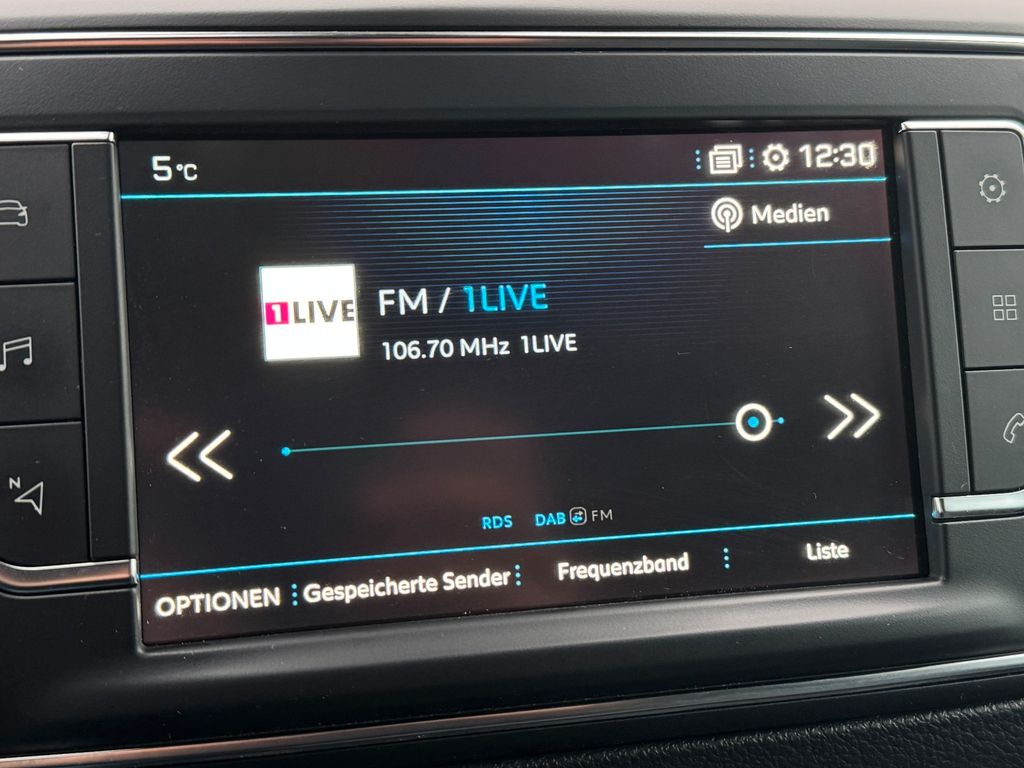 5 °C
12:30
Medien
1LIVE
FM / 1LIVE
106.70 MHz 1LIVE
N
RDS DAB FM
OPTIONEN Gespeicherte Sender Frequenzband Liste